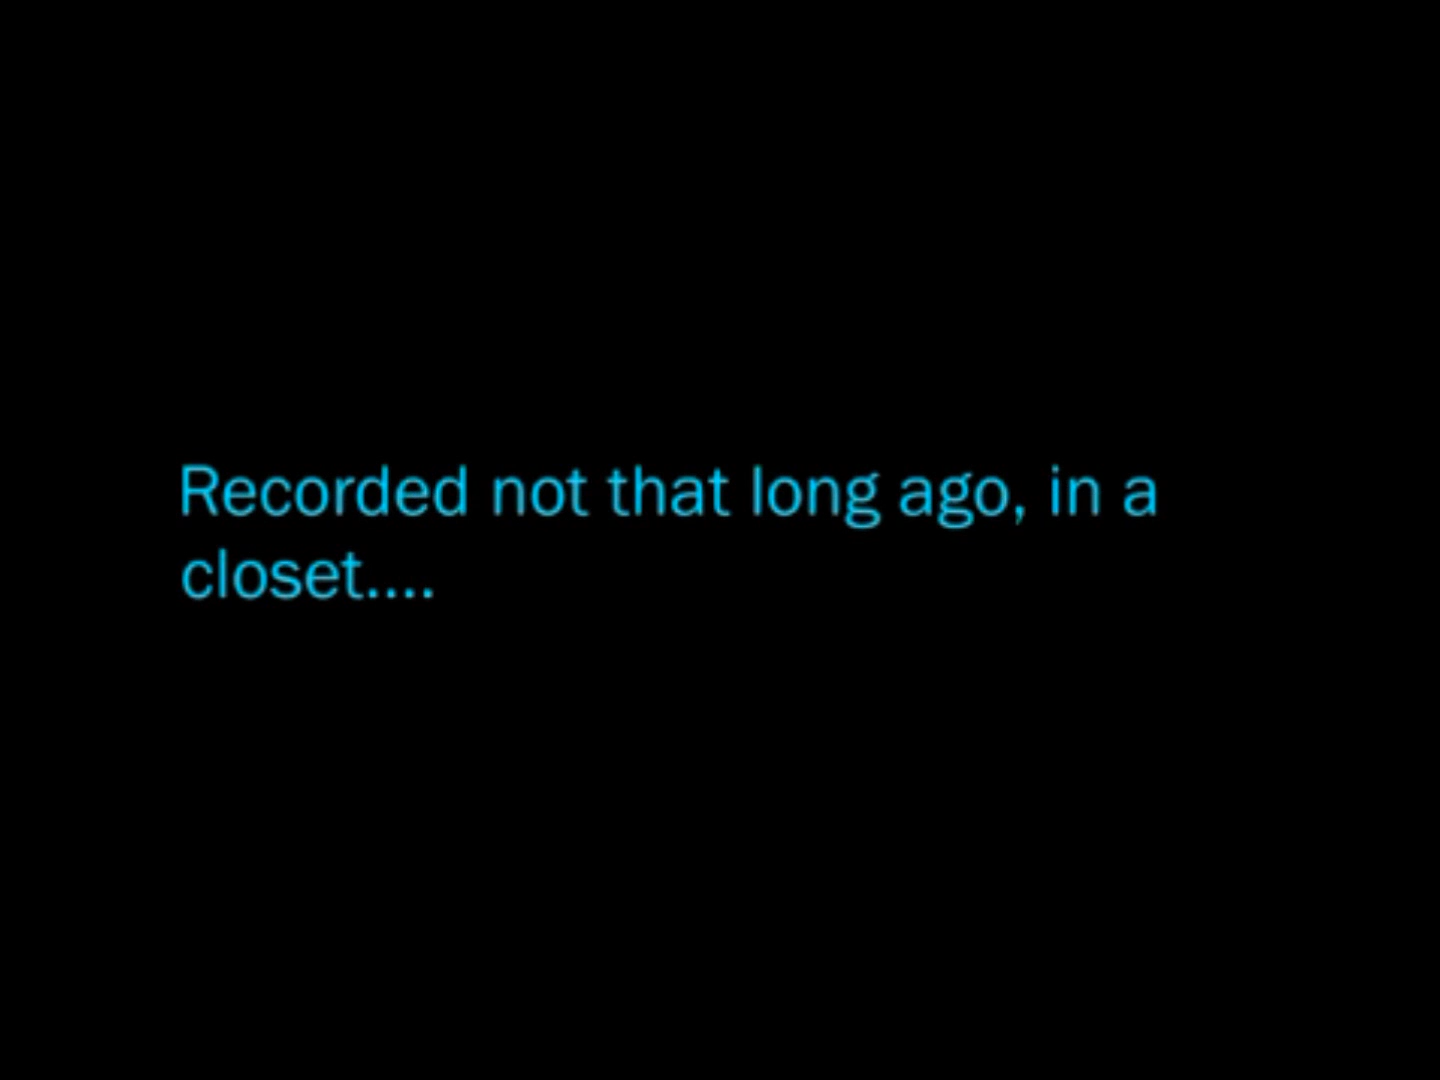 Recorded not that long ago, in a
closet....